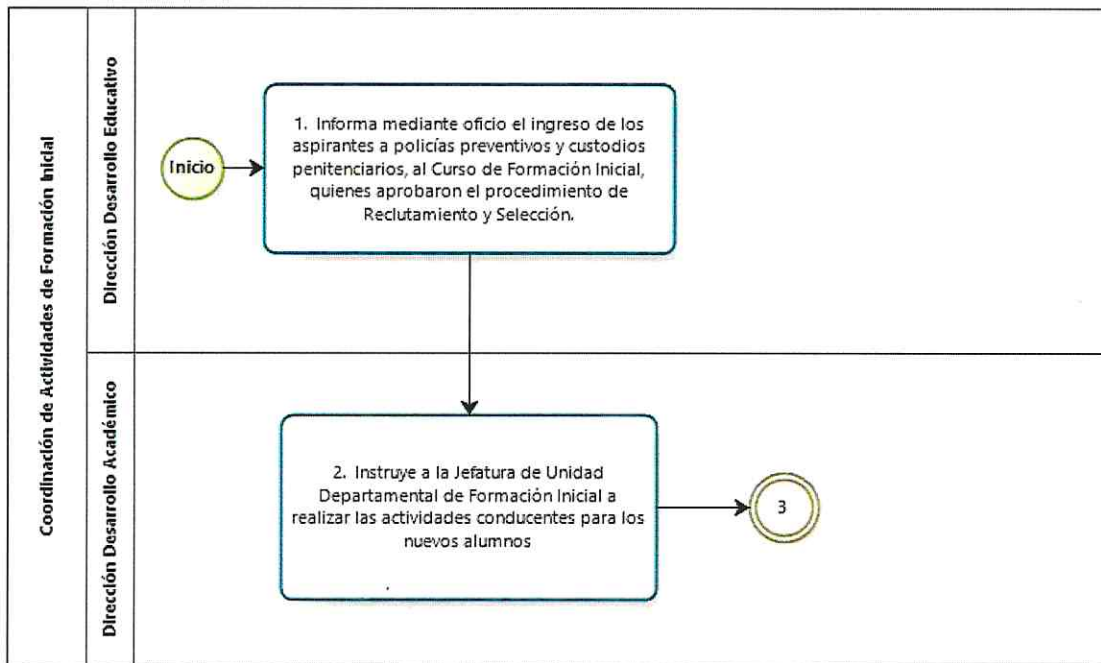 Coordinación de Actividades de Formación Inicial
Dirección Desarrollo Educativo
Inicio
1. Informa mediante oficio el ingreso de los
aspirantes a policías preventivos y custodios
penitenciarios, al Curso de Formación Inicial,
quienes aprobaron el procedimiento de
Reclutamiento y Selección.
Dirección Desarrollo Académico
2. Instruye a la Jefatura de Unidad
Departamental de Formación Inicial a
realizar las actividades conducentes para los
nuevos alumnos
3